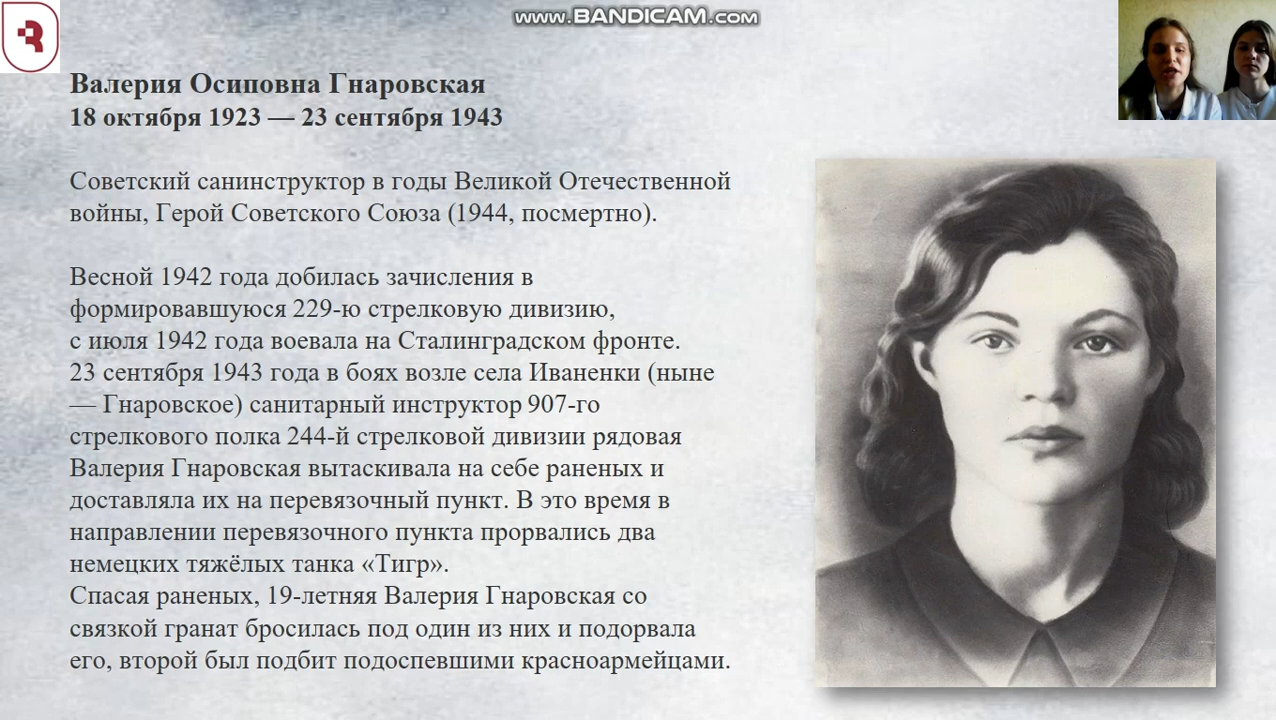 www.BANDICAM.com
Валерия Осиповна Гнаровская
18 октября 1923 — 23 сентября 1943
Советский санинструктор в годы Великой Отечественной
войны, Герой Советского Союза (1944, посмертно).
Весной 1942 года добилась зачисления в
формировавшуюся 229-ю стрелковую дивизию,
с июля 1942 года воевала на Сталинградском фронте.
23 сентября 1943 года в боях возле села Иваненки (ныне
— Гнаровское) санитарный инструктор 907-го
стрелкового полка 244-й стрелковой дивизии рядовая
Валерия Гнаровская вытаскивала на себе раненых и
доставляла их на перевязочный пункт. В это время в
направлении перевязочного пункта прорвались два
немецких тяжёлых танка «Тигр».
Спасая раненых, 19-летняя Валерия Гнаровская со
связкой гранат бросилась под один из них и подорвала
его, второй был подбит подоспевшими красноармейцами.